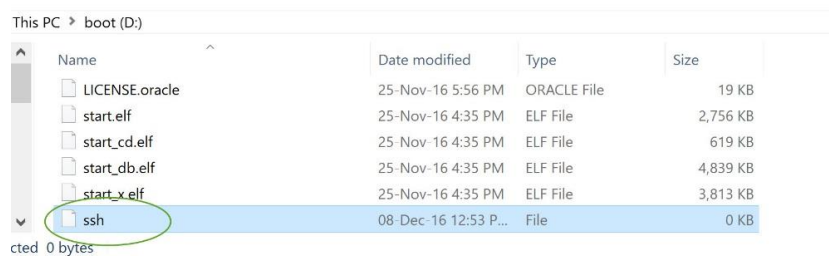 This PC > boot (D:)
Name Date modified Type Size
LICENSE.oracle 25-Nov-16 5:56 PM ORACLE File 19 KB
start.elf 25-Nov-16 4:35 PM ELF File 2,756 KB
start_cd.elf 25-Nov-16 4:35 PM ELF File 619 KB
start_db.elf 25-Nov-16 4:35 PM ELF File 4,839 KB
start_x.elf 25-Nov-16 4:35 PM ELF File 3,813 KB
ssh 08-Dec-16 12:53 P... File 0 KB
cted 0 bytes